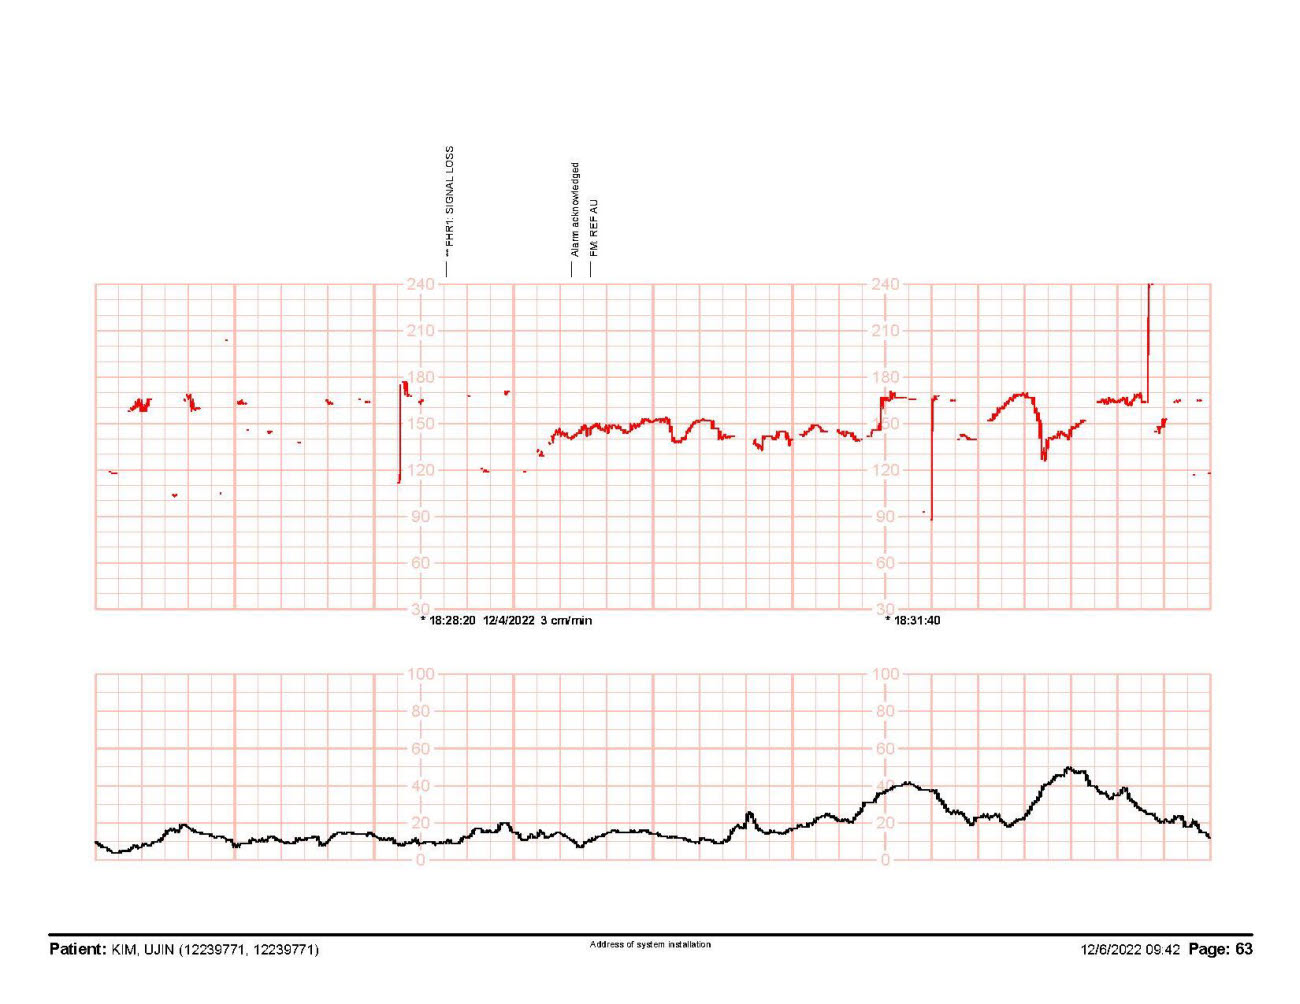 ** FHR1: SIGNAL LOSS
Alarm acknowledged
FM: REF AU
240 240
210 210
180 180
150 150
120 120
90 90
60 60
30 30
* 18:28:20 12/4/2022 3 cm/min * 18:31:40
100 100
80 80
60 60
40 40
20 20
0 0
Patient: KIM, UJIN (12239771, 12239771) Address of system installation 12/6/2022 09:42 Page: 63